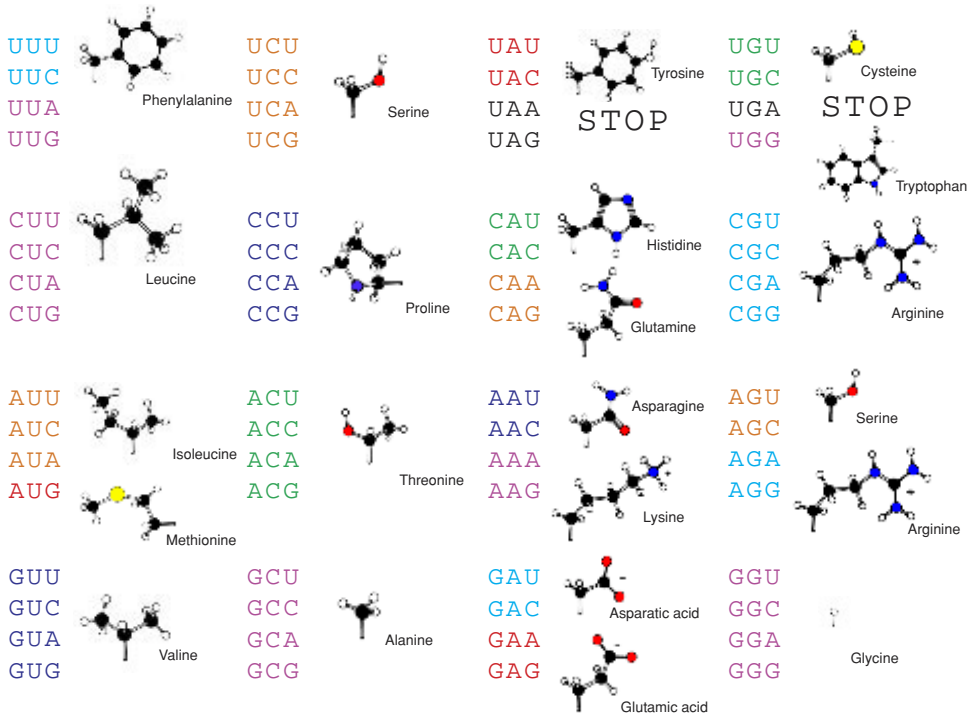 UUU
UUC
UUA
UUG
Phenylalanine
UCU
UCC
UCA
UCG
Serine
UAU
UAC
UAA
UAG
Tyrosine
STOP
UGU
UGC
UGA
UGG
Cysteine
STOP
Tryptophan
CUU
CUC
CUA
CUG
Leucine
CCU
CCC
CCA
CCG
Proline
CAU
CAC
CAA
CAG
Histidine
Glutamine
CGU
CGC
CGA
CGG
+
Arginine
AUU
AUC
AUA
AUG
Isoleucine
Methionine
ACU
ACC
ACA
ACG
Threonine
AAU
AAC
AAA
AAG
Asparagine
+
Lysine
AGU
AGC
AGA
AGG
Serine
+
Arginine
GUU
GUC
GUA
GUG
Valine
GCU
GCC
GCA
GCG
Alanine
GAU
GAC
GAA
GAG
-
Asparatic acid
-
Glutamic acid
GGU
GGC
GGA
GGG
Glycine